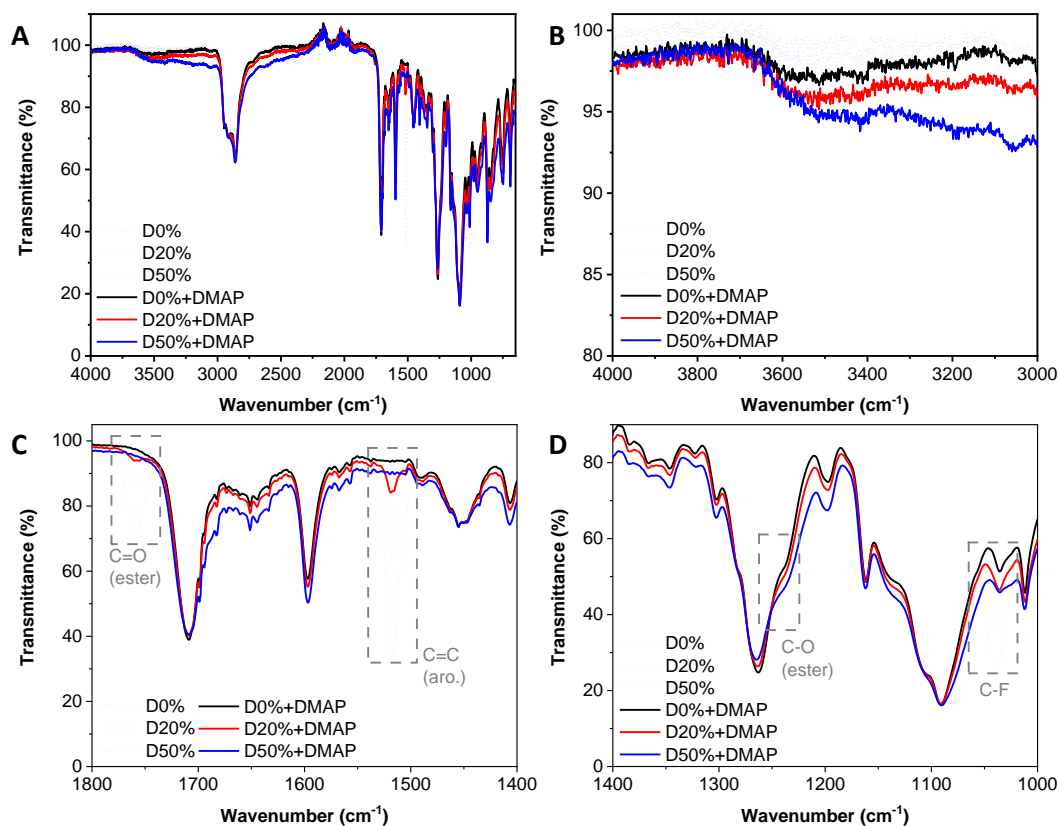 A
Transmittance (%)
100
80
60
40
20
0
D0%
D20%
D50%
D0%+DMAP
D20%+DMAP
D50%+DMAP
4000 3500 3000 2500 2000 1500 1000
Wavenumber (cm⁻¹)
B
Transmittance (%)
100
95
90
85
80
D0%
D20%
D50%
D0%+DMAP
D20%+DMAP
D50%+DMAP
4000 3800 3600 3400 3200 3000
Wavenumber (cm⁻¹)
C
Transmittance (%)
100
80
60
40
20
0
C=O
(ester)
C=C
(aro.)
D0% D0%+DMAP
D20% D20%+DMAP
D50% D50%+DMAP
1800 1700 1600 1500 1400
Wavenumber (cm⁻¹)
D
Transmittance (%)
80
60
40
20
0
C-O
(ester)
C-F
D0%
D20%
D50%
D0%+DMAP
D20%+DMAP
D50%+DMAP
1400 1300 1200 1100 1000
Wavenumber (cm⁻¹)